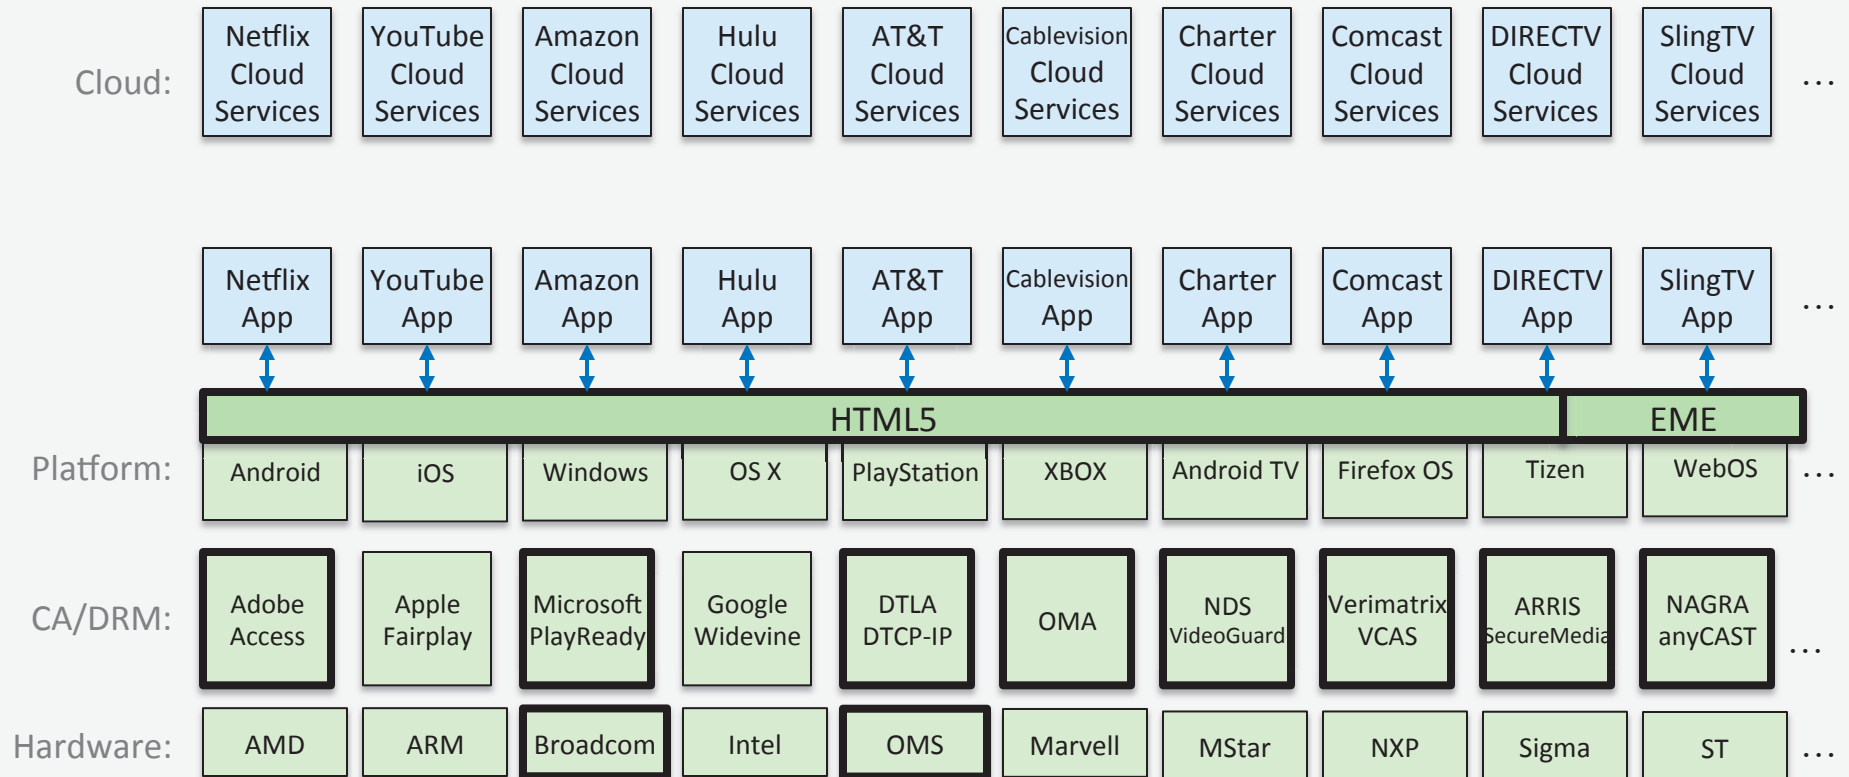 Cloud:
Netflix
Cloud
Services
YouTube
Cloud
Services
Amazon
Cloud
Services
Hulu
Cloud
Services
AT&T
Cloud
Services
Cablevision
Cloud
Services
Charter
Cloud
Services
Comcast
Cloud
Services
DIRECTV
Cloud
Services
SlingTV
Cloud
Services
...
Netflix
App
YouTube
App
Amazon
App
Hulu
App
AT&T
App
Cablevision
App
Charter
App
Comcast
App
DIRECTV
App
SlingTV
App
...
HTML5
EME
Platform:
Android
iOS
Windows
OS X
PlayStation
XBOX
Android TV
Firefox OS
Tizen
WebOS
...
CA/DRM:
Adobe
Access
Apple
Fairplay
Microsoft
PlayReady
Google
Widevine
DTLA
DTCP-IP
OMA
NDS
VideoGuard
Verimatrix
VCAS
ARRIS
SecureMedia
NAGRA
anyCAST
...
Hardware:
AMD
ARM
Broadcom
Intel
OMS
Marvell
MStar
NXP
Sigma
ST
...